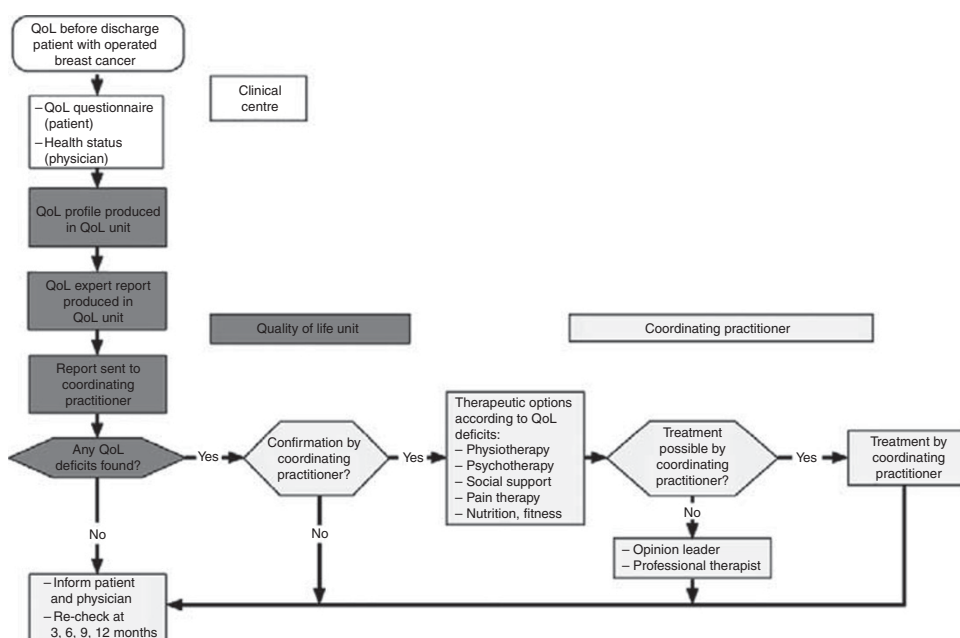 QoL before discharge
patient with operated
breast cancer
– QoL questionnaire
(patient)
– Health status
(physician)
Clinical
centre
QoL profile produced
in QoL unit
QoL expert report
produced in
QoL unit
Quality of life unit
Coordinating practitioner
Report sent to
coordinating
practitioner
Any QoL
deficits found?
Yes
Confirmation by
coordinating
practitioner?
Yes
Therapeutic options
according to QoL
deficits:
– Physiotherapy
– Psychotherapy
– Social support
– Pain therapy
– Nutrition, fitness
Treatment
possible by
coordinating
practitioner?
Yes
Treatment by
coordinating
practitioner
No
No
No
– Opinion leader
– Professional therapist
– Inform patient
and physician
– Re-check at
3, 6, 9, 12 months